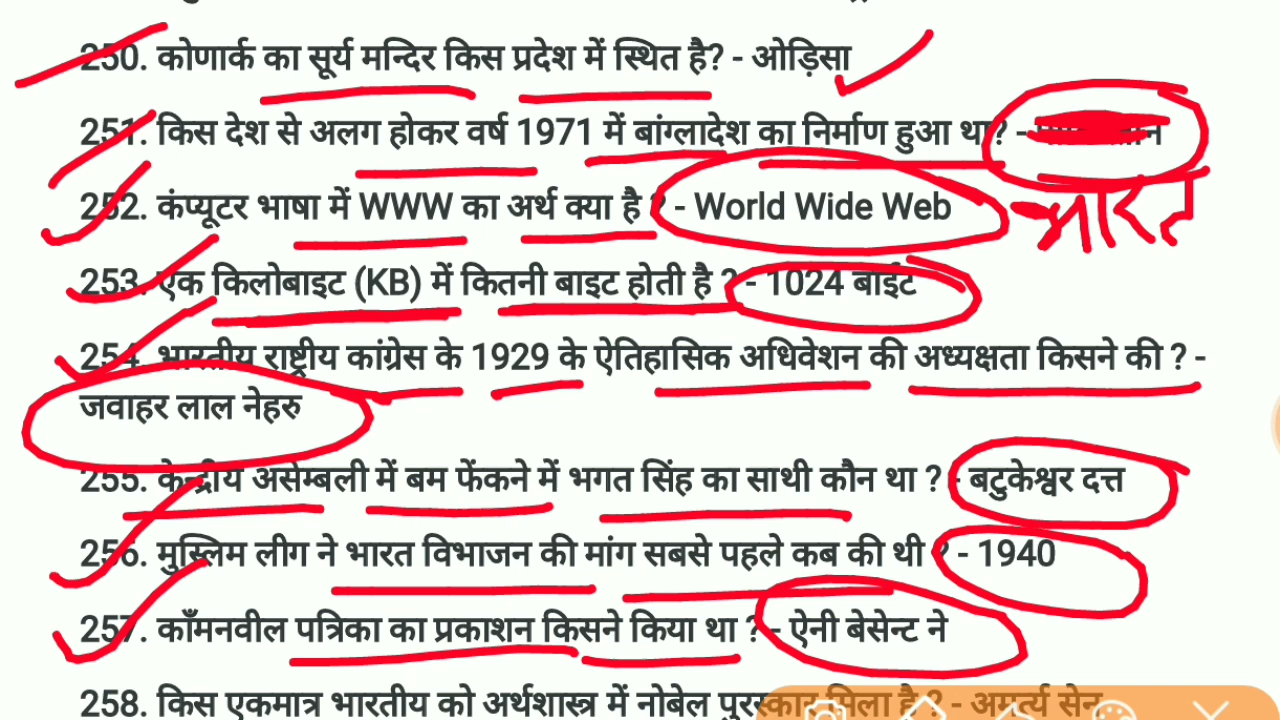 250. कोणार्क का सूर्य मन्दिर किस प्रदेश में स्थित है? - ओड़िसा
251. किस देश से अलग होकर वर्ष 1971 में बांग्लादेश का निर्माण हुआ था? -
भारत
252. कंप्यूटर भाषा में WWW का अर्थ क्या है ? - World Wide Web
253. एक किलोबाइट (KB) में कितनी बाइट होती है ? - 1024 बाईट
254. भारतीय राष्ट्रीय कांग्रेस के 1929 के ऐतिहासिक अधिवेशन की अध्यक्षता किसने की ? -
जवाहर लाल नेहरु
255. केन्द्रीय असेम्बली में बम फेंकने में भगत सिंह का साथी कौन था ? - बटुकेश्वर दत्त
256. मुस्लिम लीग ने भारत विभाजन की मांग सबसे पहले कब की थी ? - 1940
257. काँमनवील पत्रिका का प्रकाशन किसने किया था ? - ऐनी बेसेन्ट ने
258. किस एकमात्र भारतीय को अर्थशास्त्र में नोबेल पुरस्कार मिला है ? - अमर्त्य सेन